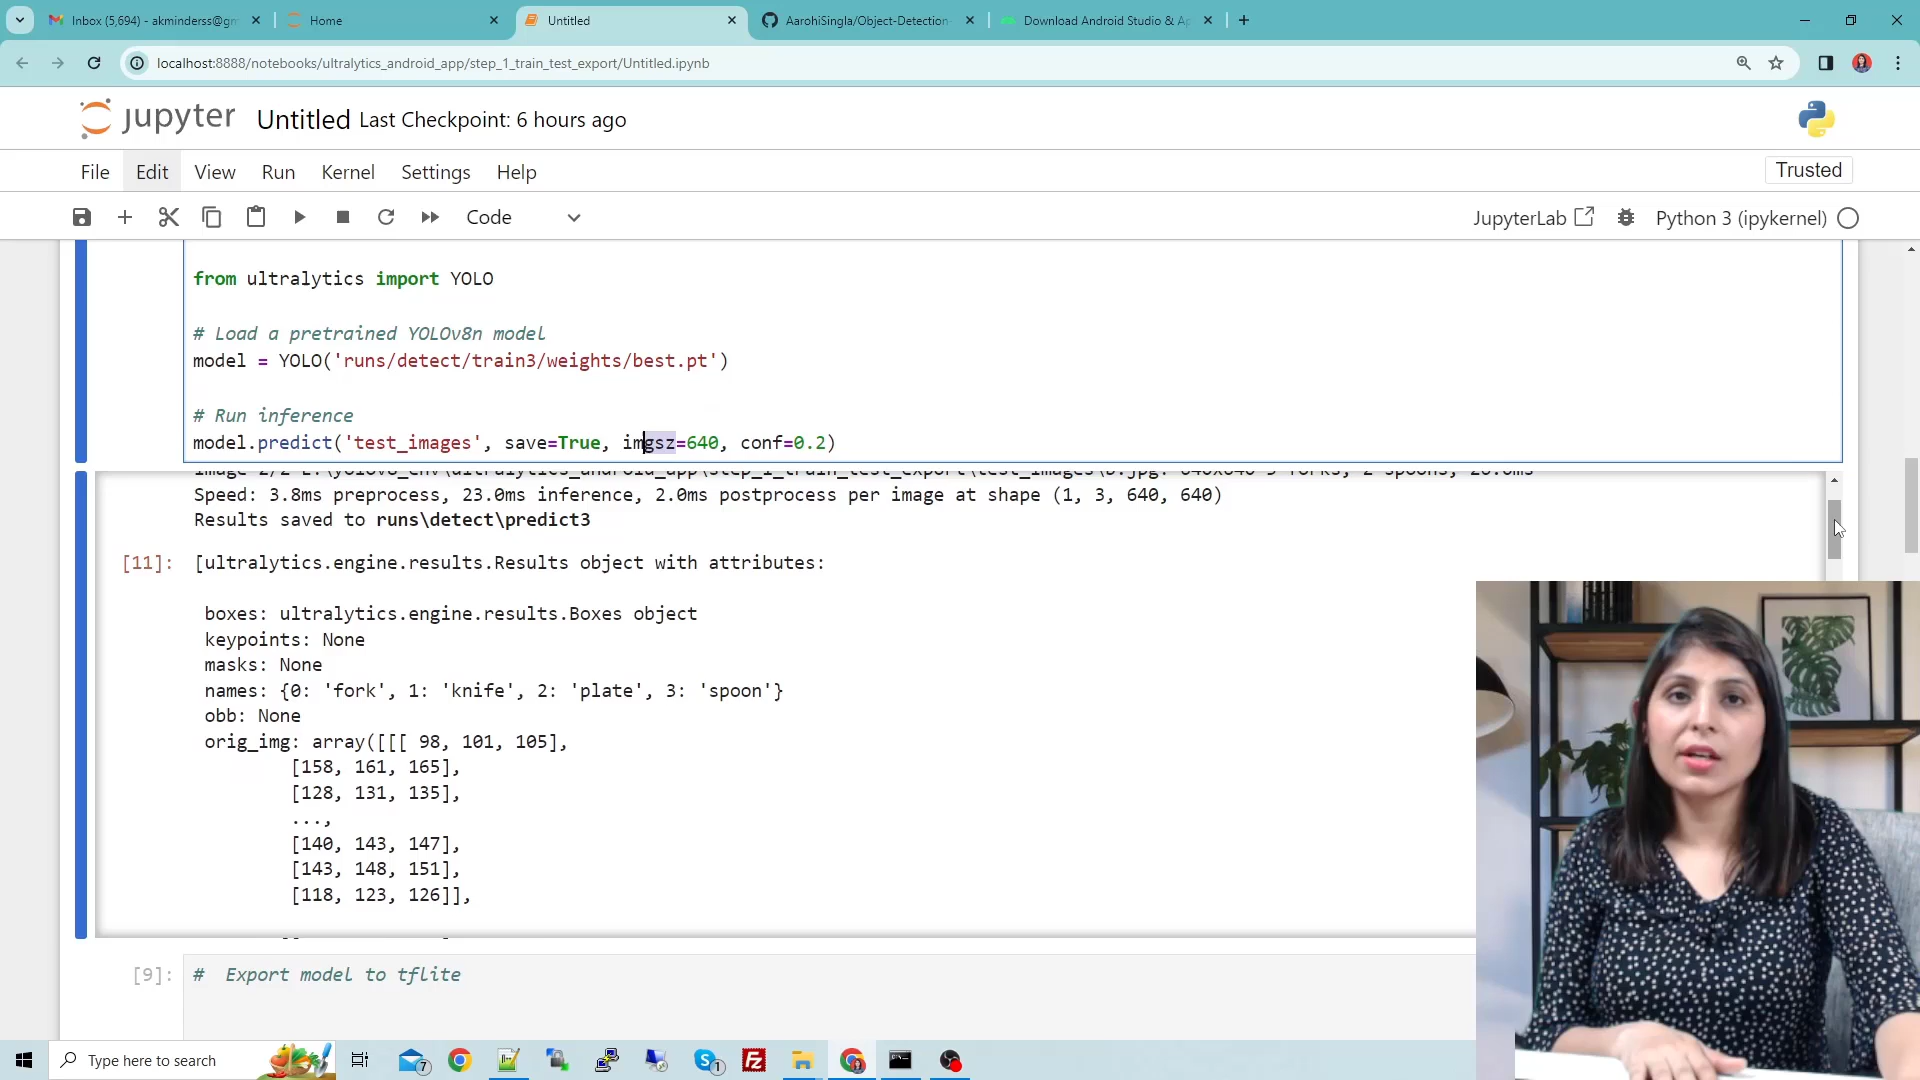 Inbox (5,694) - akminderss@gm
Home
Untitled
AarohiSingla/Object-Detection-
Download Android Studio & Ap
localhost:8888/notebooks/ultralytics_android_app/step_1_train_test_export/Untitled.ipynb
jupyter Untitled Last Checkpoint: 6 hours ago
File Edit View Run Kernel Settings Help Trusted
Code JupyterLab Python 3 (ipykernel)
from ultralytics import YOLO
# Load a pretrained YOLOv8n model
model = YOLO('runs/detect/train3/weights/best.pt')
# Run inference
model.predict('test_images', save=True, imgsz=640, conf=0.2)
Speed: 3.8ms preprocess, 23.0ms inference, 2.0ms postprocess per image at shape (1, 3, 640, 640)
Results saved to runs\detect\predict3
[11]: [ultralytics.engine.results.Results object with attributes:
boxes: ultralytics.engine.results.Boxes object
keypoints: None
masks: None
names: {0: 'fork', 1: 'knife', 2: 'plate', 3: 'spoon'}
obb: None
orig_img: array([[[ 98, 101, 105],
[158, 161, 165],
[128, 131, 135],
...,
[140, 143, 147],
[143, 148, 151],
[118, 123, 126]],
[9]: # Export model to tflite
Type here to search
7
1